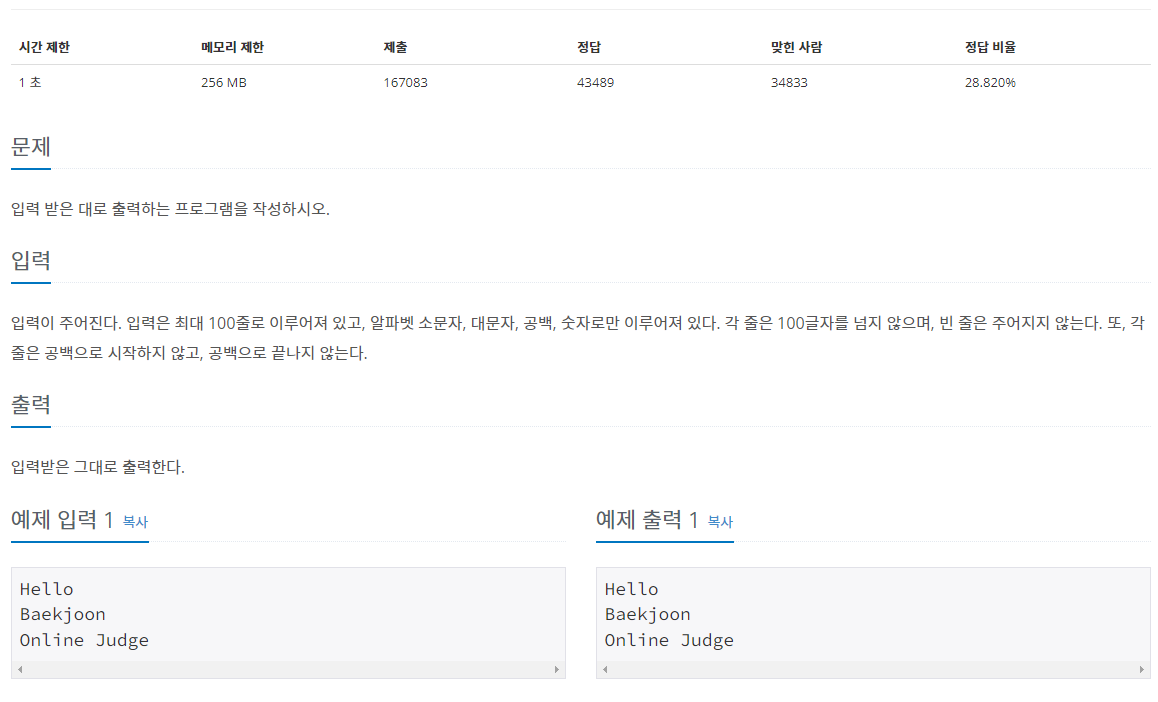 시간 제한 메모리 제한 제출 정답 맞힌 사람 정답 비율
1 초 256 MB 167083 43489 34833 28.820%
문제
입력 받은 대로 출력하는 프로그램을 작성하시오.
입력
입력이 주어진다. 입력은 최대 100줄로 이루어져 있고, 알파벳 소문자, 대문자, 공백, 숫자로만 이루어져 있다. 각 줄은 100글자를 넘지 않으며, 빈 줄은 주어지지 않는다. 또, 각
줄은 공백으로 시작하지 않고, 공백으로 끝나지 않는다.
출력
입력받은 그대로 출력한다.
예제 입력 1 복사
Hello
Baekjoon
Online Judge
예제 출력 1 복사
Hello
Baekjoon
Online Judge